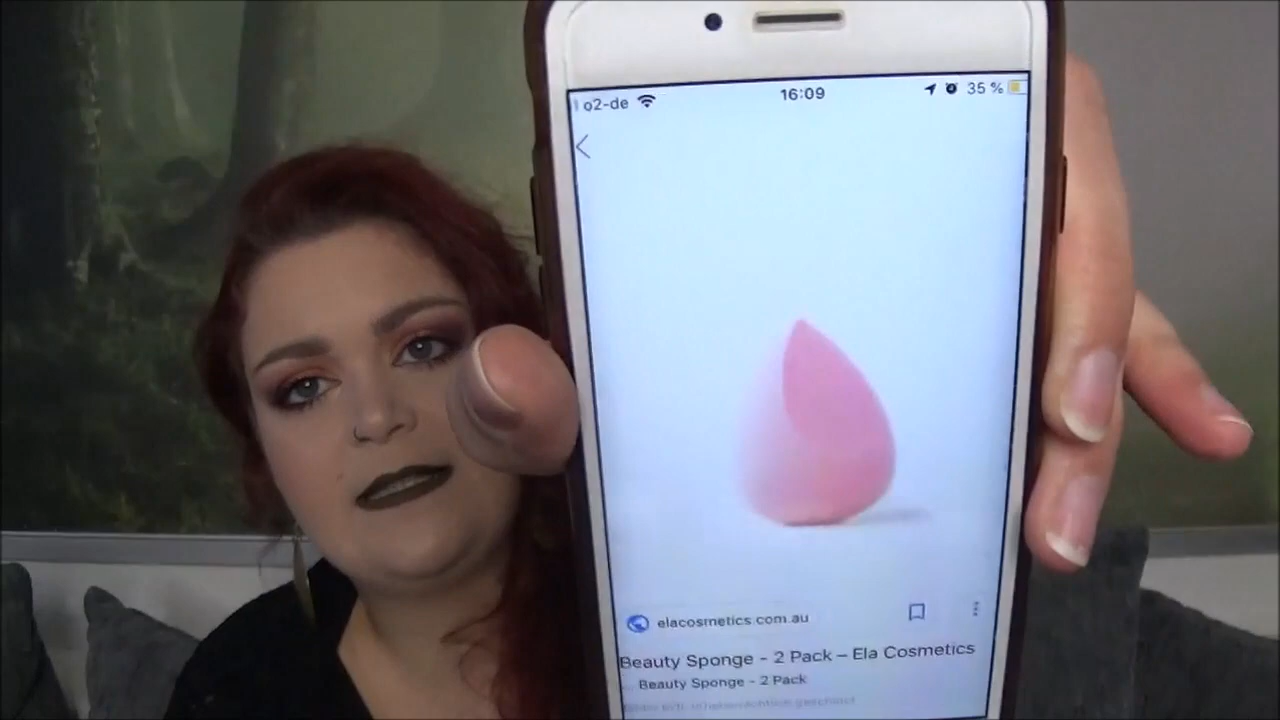 o2-de 16:09 35 %
elacosmetics.com.au
Beauty Sponge - 2 Pack – Ela Cosmetics
Beauty Sponge - 2 Pack